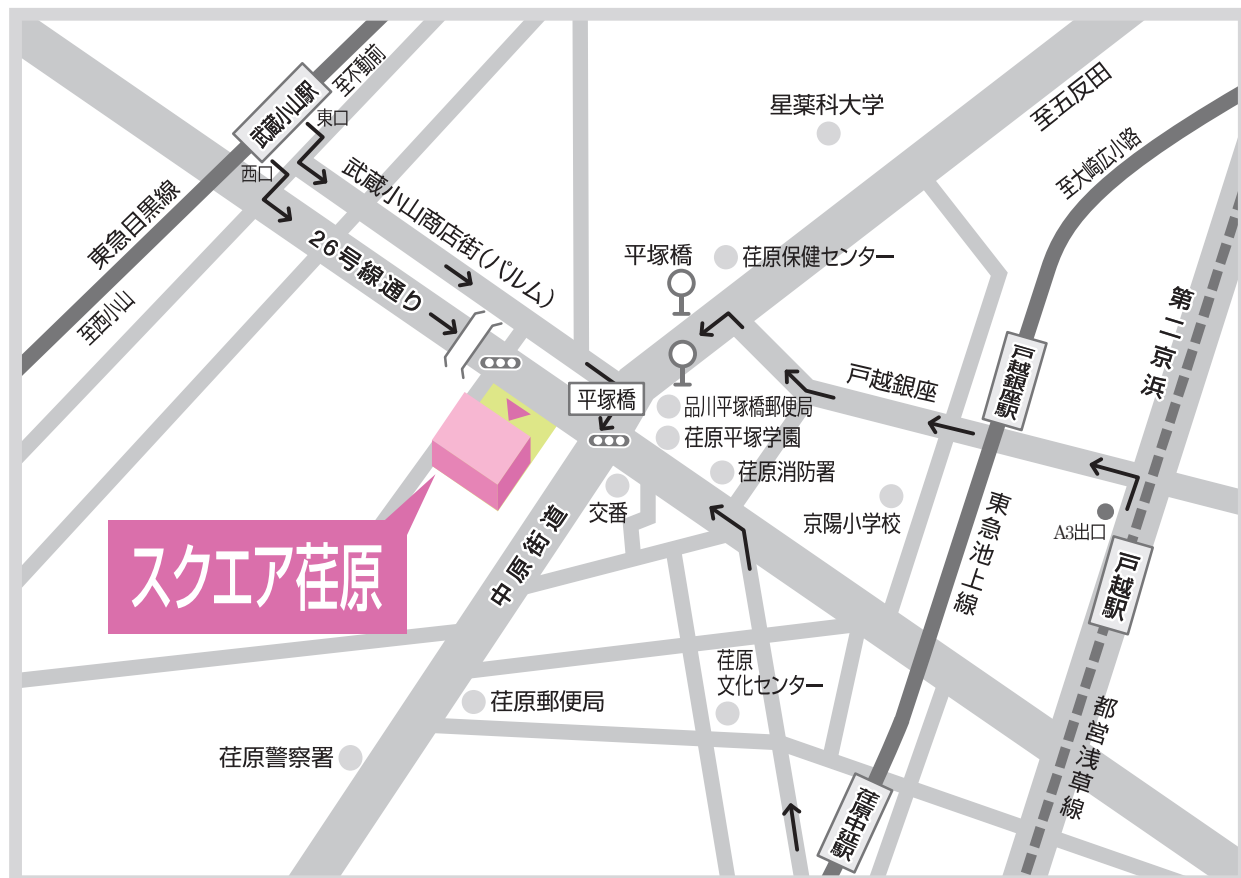 至不動前
武蔵小山駅
東口
西口
東急目黒線
至西小山
武蔵小山商店街(パルム)
26号線通り
星薬科大学
至五反田
至大崎広小路
平塚橋
荏原保健センター
第二京浜
戸越銀座
戸越銀座駅
平塚橋
品川平塚橋郵便局
荏原平塚学園
荏原消防署
交番
京陽小学校
東急池上線
A3出口
戸越駅
スクエア荏原
中原街道
荏原
文化センター
荏原郵便局
荏原警察署
都営浅草線
荏原中延駅